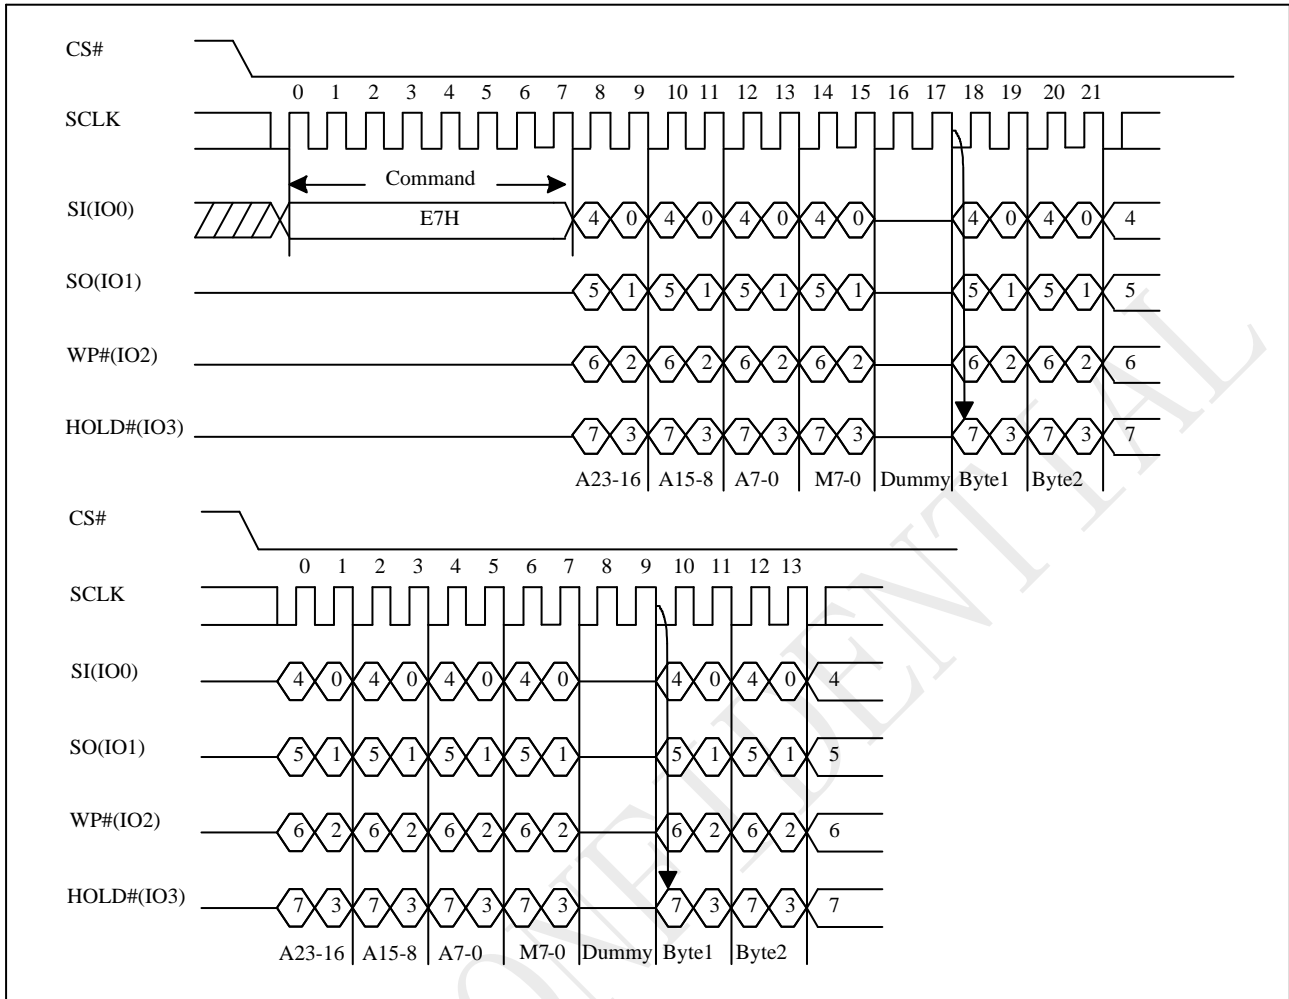 CS#
0 1 2 3 4 5 6 7 8 9 10 11 12 13 14 15 16 17 18 19 20 21
SCLK
Command
SI(IO0) E7H 4 0 4 0 4 0 4 0 4 0 4 0 4
SO(IO1) 5 1 5 1 5 1 5 1 5 1 5 1 5
WP#(IO2) 6 2 6 2 6 2 6 2 6 2 6 2 6
HOLD#(IO3) 7 3 7 3 7 3 7 3 7 3 7 3 7
A23-16 A15-8 A7-0 M7-0 Dummy Byte1 Byte2
CS#
0 1 2 3 4 5 6 7 8 9 10 11 12 13
SCLK
SI(IO0) 4 0 4 0 4 0 4 0 4 0 4 0 4
SO(IO1) 5 1 5 1 5 1 5 1 5 1 5 1 5
WP#(IO2) 6 2 6 2 6 2 6 2 6 2 6 2 6
HOLD#(IO3) 7 3 7 3 7 3 7 3 7 3 7 3 7
A23-16 A15-8 A7-0 M7-0 Dummy Byte1 Byte2